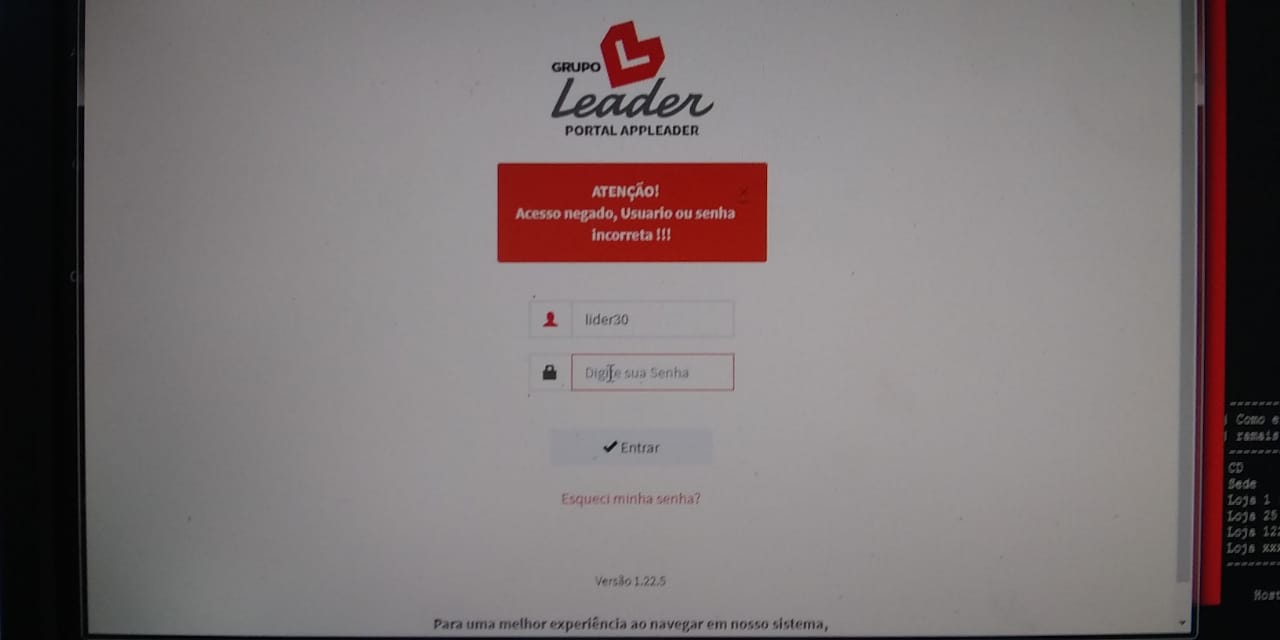 GRUPO
Leader
PORTAL APPLEADER
ATENÇÃO!
Acesso negado, Usuario ou senha
incorreta !!!
lider30
Digite sua Senha
Entrar
Esqueci minha senha?
Versão 1.22.5
Para uma melhor experiência ao navegar em nosso sistema,
Como e
ramais
CD
Sede
Loja 1
Loja 25
Loja 122
Loja xxx
Host